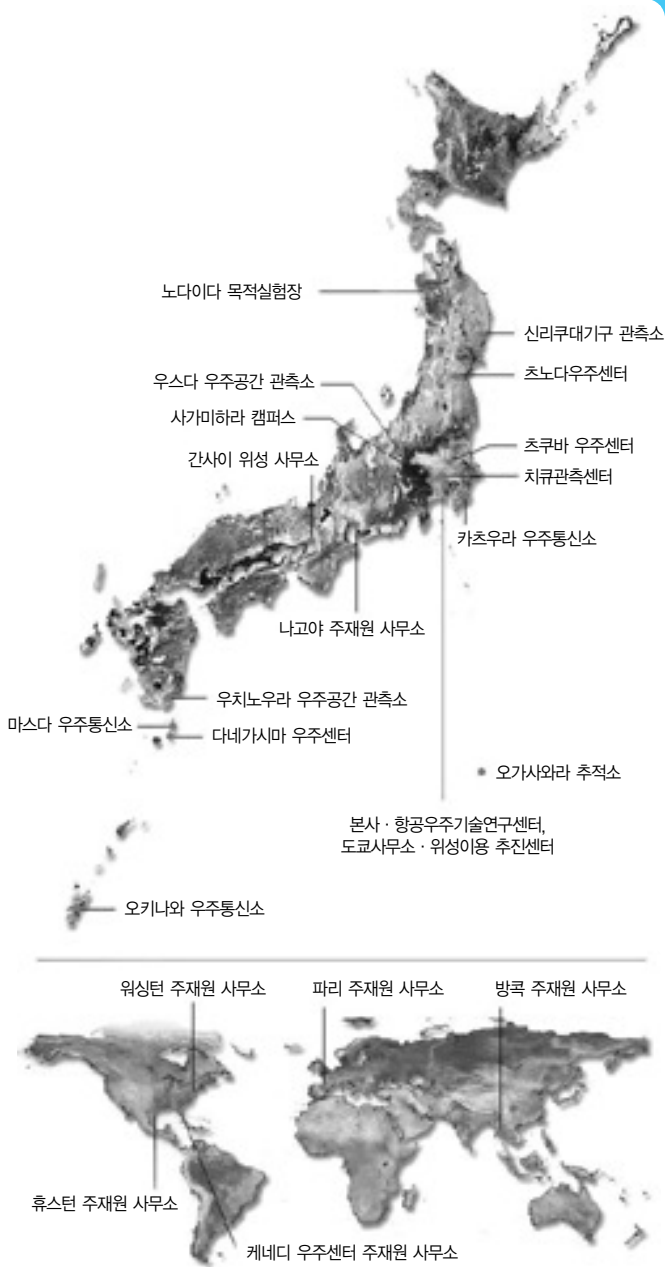 노다이다 목적실험장
신리쿠대기구 관측소
츠노다우주센터
우스다 우주공간 관측소
사가미하라 캠퍼스
간사이 위성 사무소
츠쿠바 우주센터
치큐관측센터
카츠우라 우주통신소
나고야 주재원 사무소
우치노우라 우주공간 관측소
마스다 우주통신소
다네가시마 우주센터
오가사와라 추적소
본사 · 항공우주기술연구센터,
도쿄사무소 · 위성이용 추진센터
오키나와 우주통신소
워싱턴 주재원 사무소
파리 주재원 사무소
방콕 주재원 사무소
휴스턴 주재원 사무소
케네디 우주센터 주재원 사무소